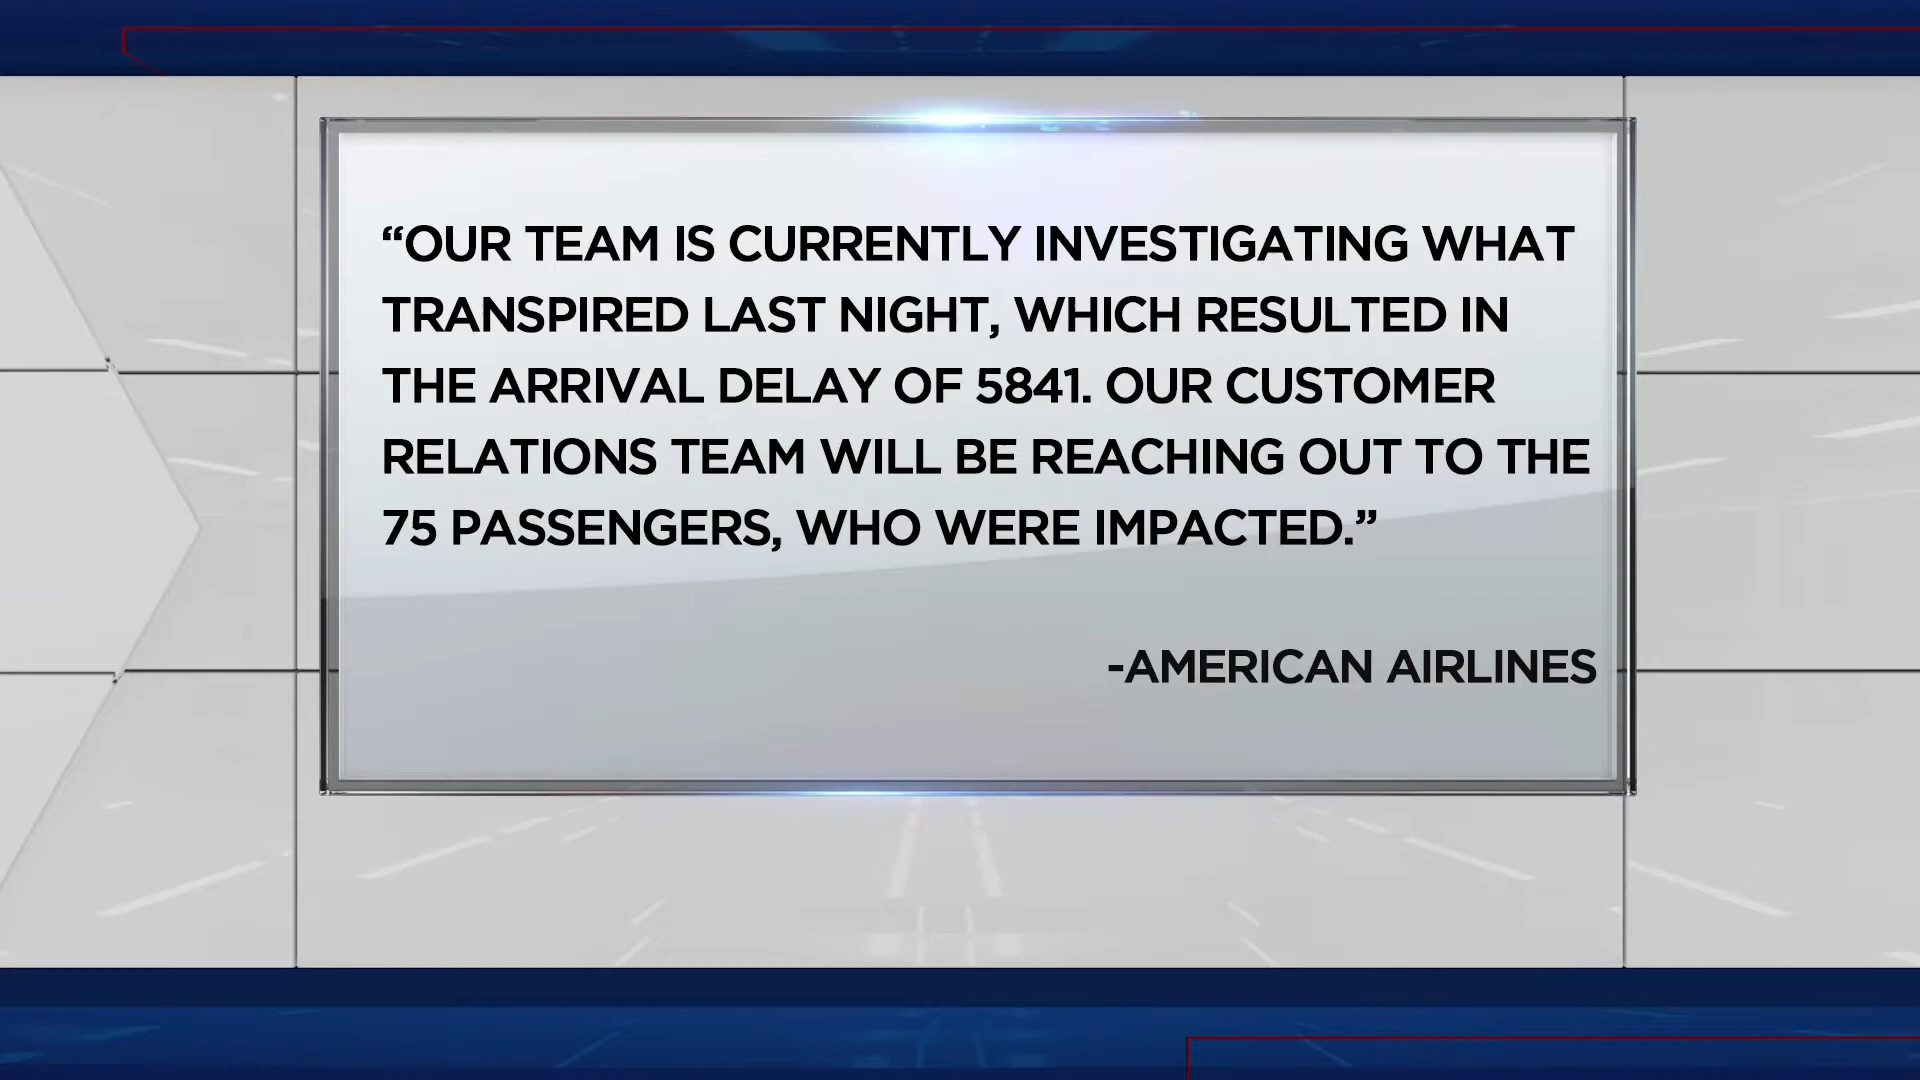 “OUR TEAM IS CURRENTLY INVESTIGATING WHAT
TRANSPIRED LAST NIGHT, WHICH RESULTED IN
THE ARRIVAL DELAY OF 5841. OUR CUSTOMER
RELATIONS TEAM WILL BE REACHING OUT TO THE
75 PASSENGERS, WHO WERE IMPACTED.”
-AMERICAN AIRLINES